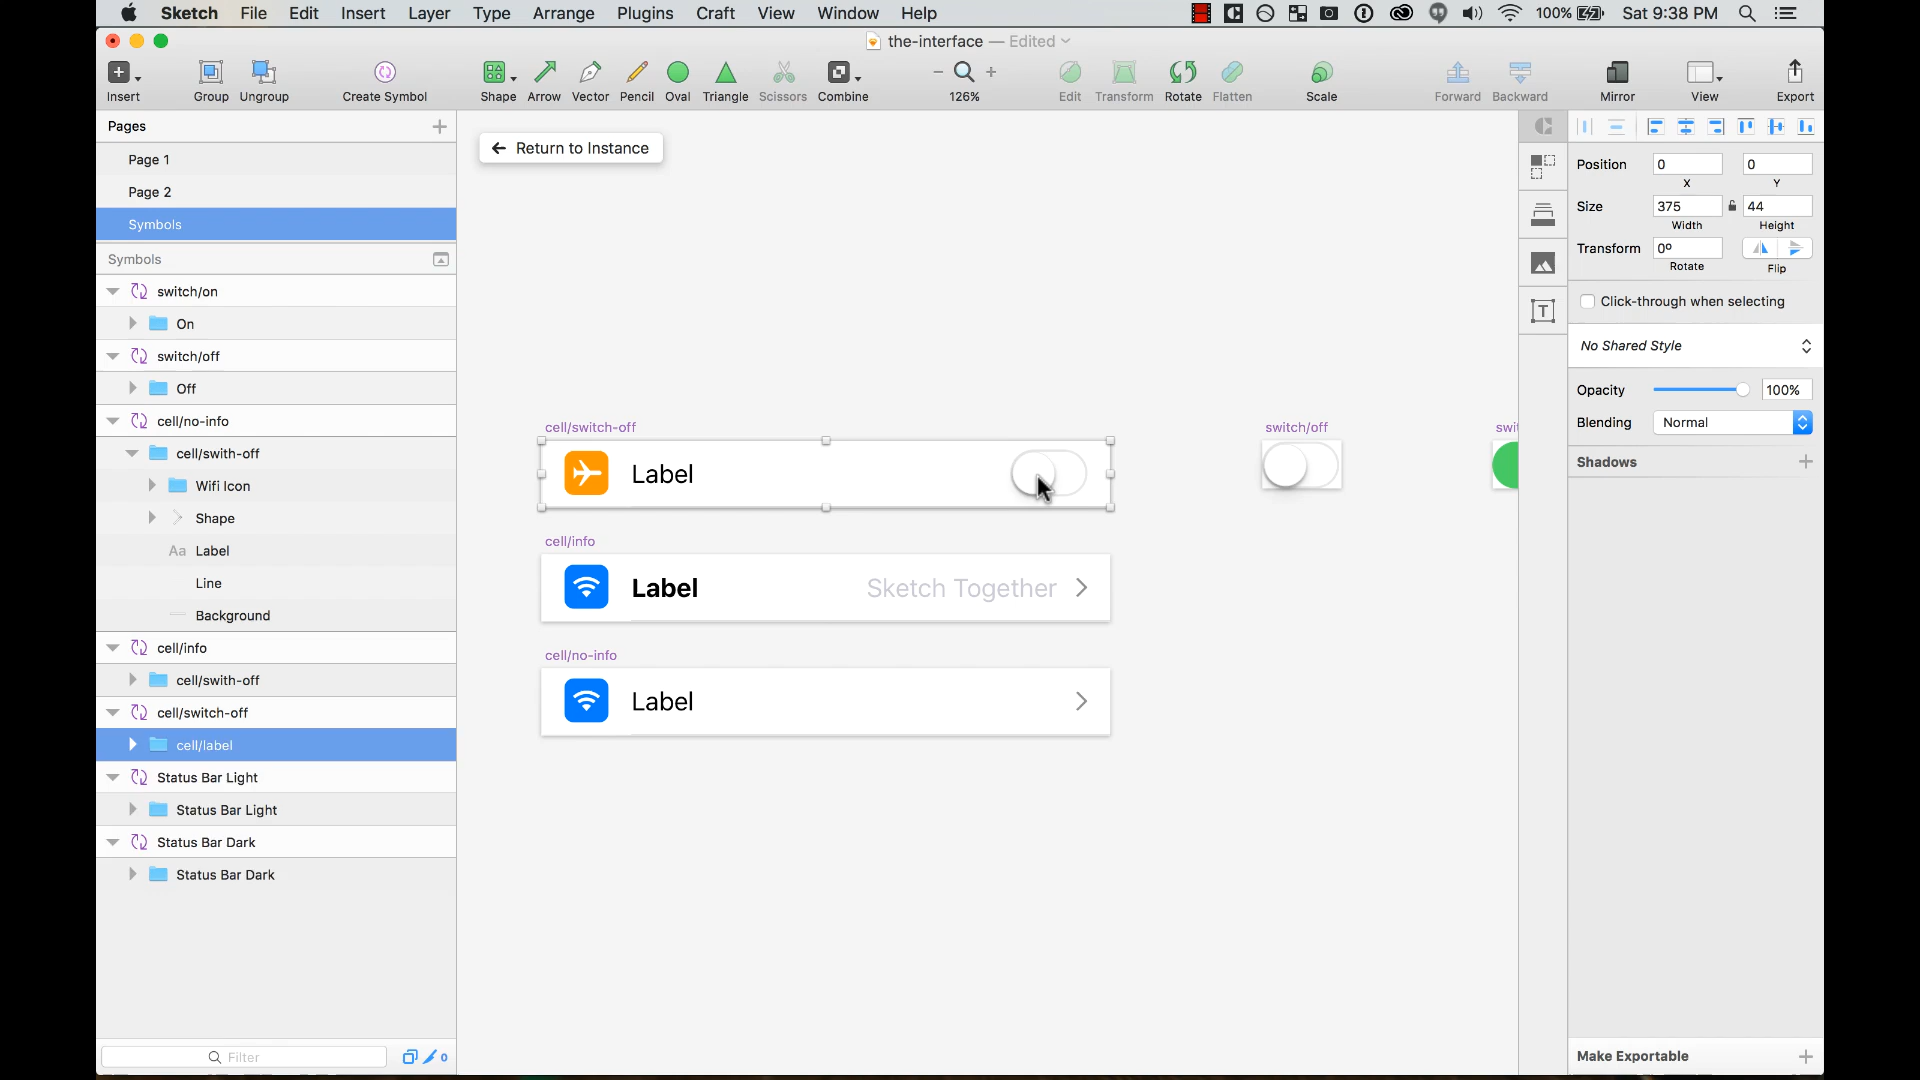 Sketch File Edit Insert Layer Type Arrange Plugins Craft View Window Help 100% Sat 9:38 PM
the-interface — Edited
Insert Group Ungroup Create Symbol Shape Arrow Vector Pencil Oval Triangle Scissors Combine 126% Edit Transform Rotate Flatten Scale Forward Backward Mirror View Export
Pages
Page 1
Page 2
Symbols
Symbols
switch/on
On
switch/off
Off
cell/no-info
cell/swith-off
Wifi Icon
Shape
Aa Label
Line
Background
cell/info
cell/swith-off
cell/switch-off
cell/label
Status Bar Light
Status Bar Light
Status Bar Dark
Status Bar Dark
Filter
0
Return to Instance
cell/switch-off
Label
switch/off
swit
cell/info
Label Sketch Together
cell/no-info
Label
T
Position 0 0
X Y
Size 375 44
Width Height
Transform 0º
Rotate Flip
Click-through when selecting
No Shared Style
Opacity 100%
Blending Normal
Shadows
Make Exportable